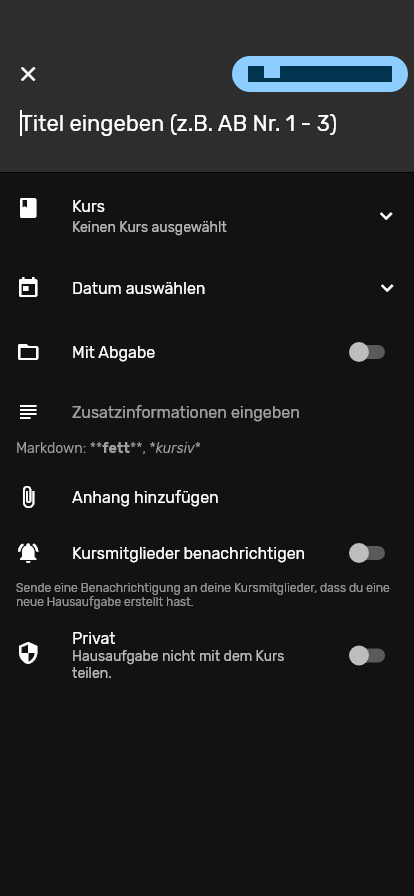 Titel eingeben (z.B. AB Nr. 1 - 3)
Kurs
Keinen Kurs ausgewählt
Datum auswählen
Mit Abgabe
Zusatzinformationen eingeben
Markdown: **fett**, *kursiv*
Anhang hinzufügen
Kursmitglieder benachrichtigen
Sende eine Benachrichtigung an deine Kursmitglieder, dass du eine
neue Hausaufgabe erstellt hast.
Privat
Hausaufgabe nicht mit dem Kurs
teilen.